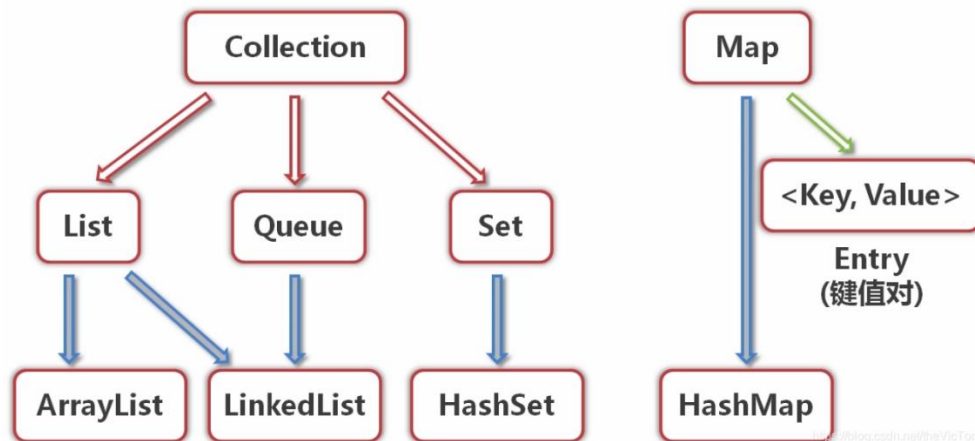 Collection
Map
List
Queue
Set
<Key, Value>
Entry
(键值对)
ArrayList
LinkedList
HashSet
HashMap